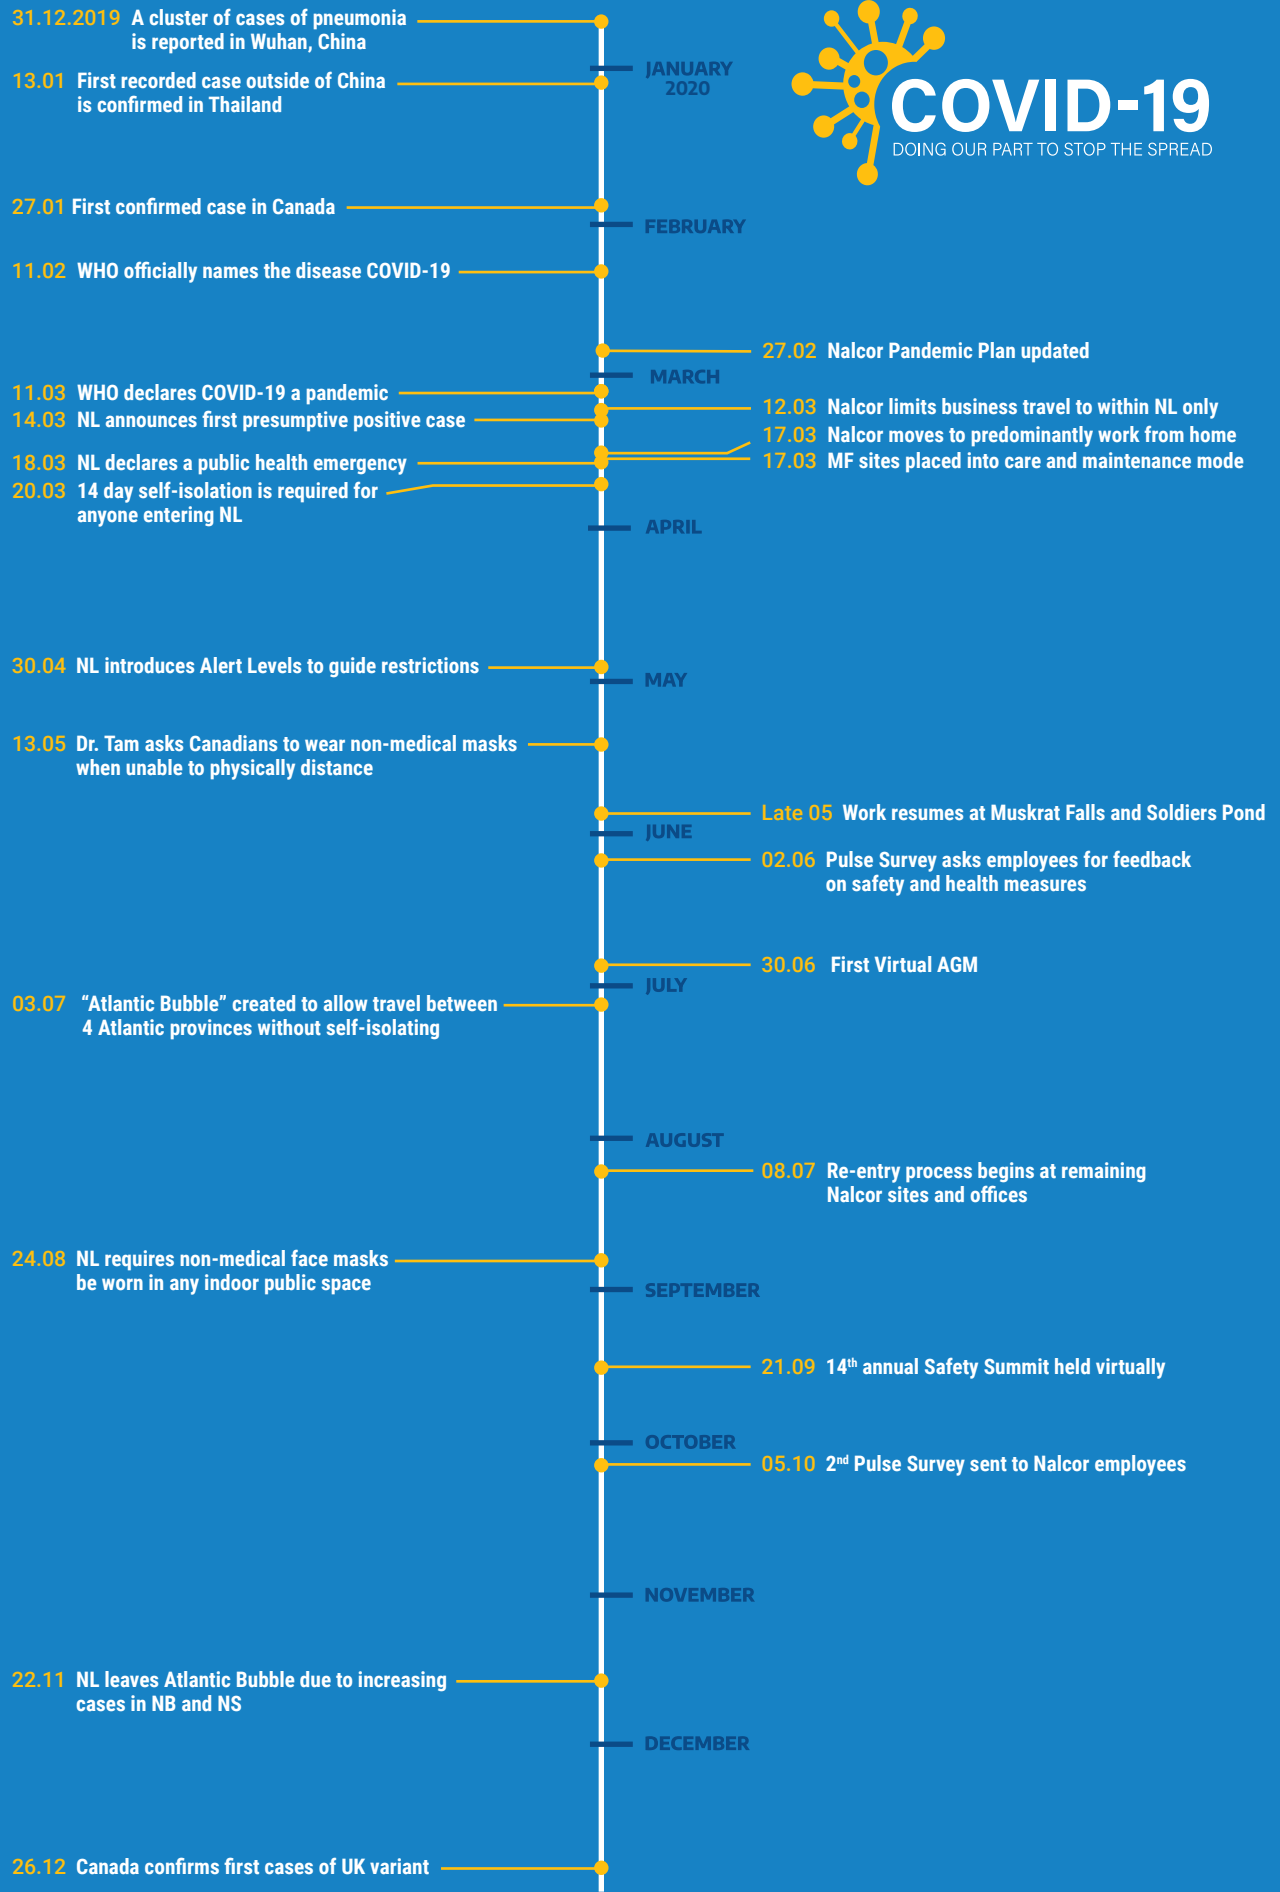 31.12.2019 A cluster of cases of pneumonia
is reported in Wuhan, China
JANUARY
2020
13.01 First recorded case outside of China
is confirmed in Thailand
COVID-19
DOING OUR PART TO STOP THE SPREAD
27.01 First confirmed case in Canada
FEBRUARY
11.02 WHO officially names the disease COVID-19
27.02 Nalcor Pandemic Plan updated
MARCH
11.03 WHO declares COVID-19 a pandemic
12.03 Nalcor limits business travel to within NL only
14.03 NL announces first presumptive positive case
17.03 Nalcor moves to predominantly work from home
17.03 MF sites placed into care and maintenance mode
18.03 NL declares a public health emergency
20.03 14 day self-isolation is required for
anyone entering NL
APRIL
30.04 NL introduces Alert Levels to guide restrictions
MAY
13.05 Dr. Tam asks Canadians to wear non-medical masks
when unable to physically distance
Late 05 Work resumes at Muskrat Falls and Soldiers Pond
JUNE
02.06 Pulse Survey asks employees for feedback
on safety and health measures
30.06 First Virtual AGM
JULY
03.07 “Atlantic Bubble” created to allow travel between
4 Atlantic provinces without self-isolating
AUGUST
08.07 Re-entry process begins at remaining
Nalcor sites and offices
24.08 NL requires non-medical face masks
be worn in any indoor public space
SEPTEMBER
21.09 14th annual Safety Summit held virtually
OCTOBER
05.10 2nd Pulse Survey sent to Nalcor employees
NOVEMBER
22.11 NL leaves Atlantic Bubble due to increasing
cases in NB and NS
DECEMBER
26.12 Canada confirms first cases of UK variant